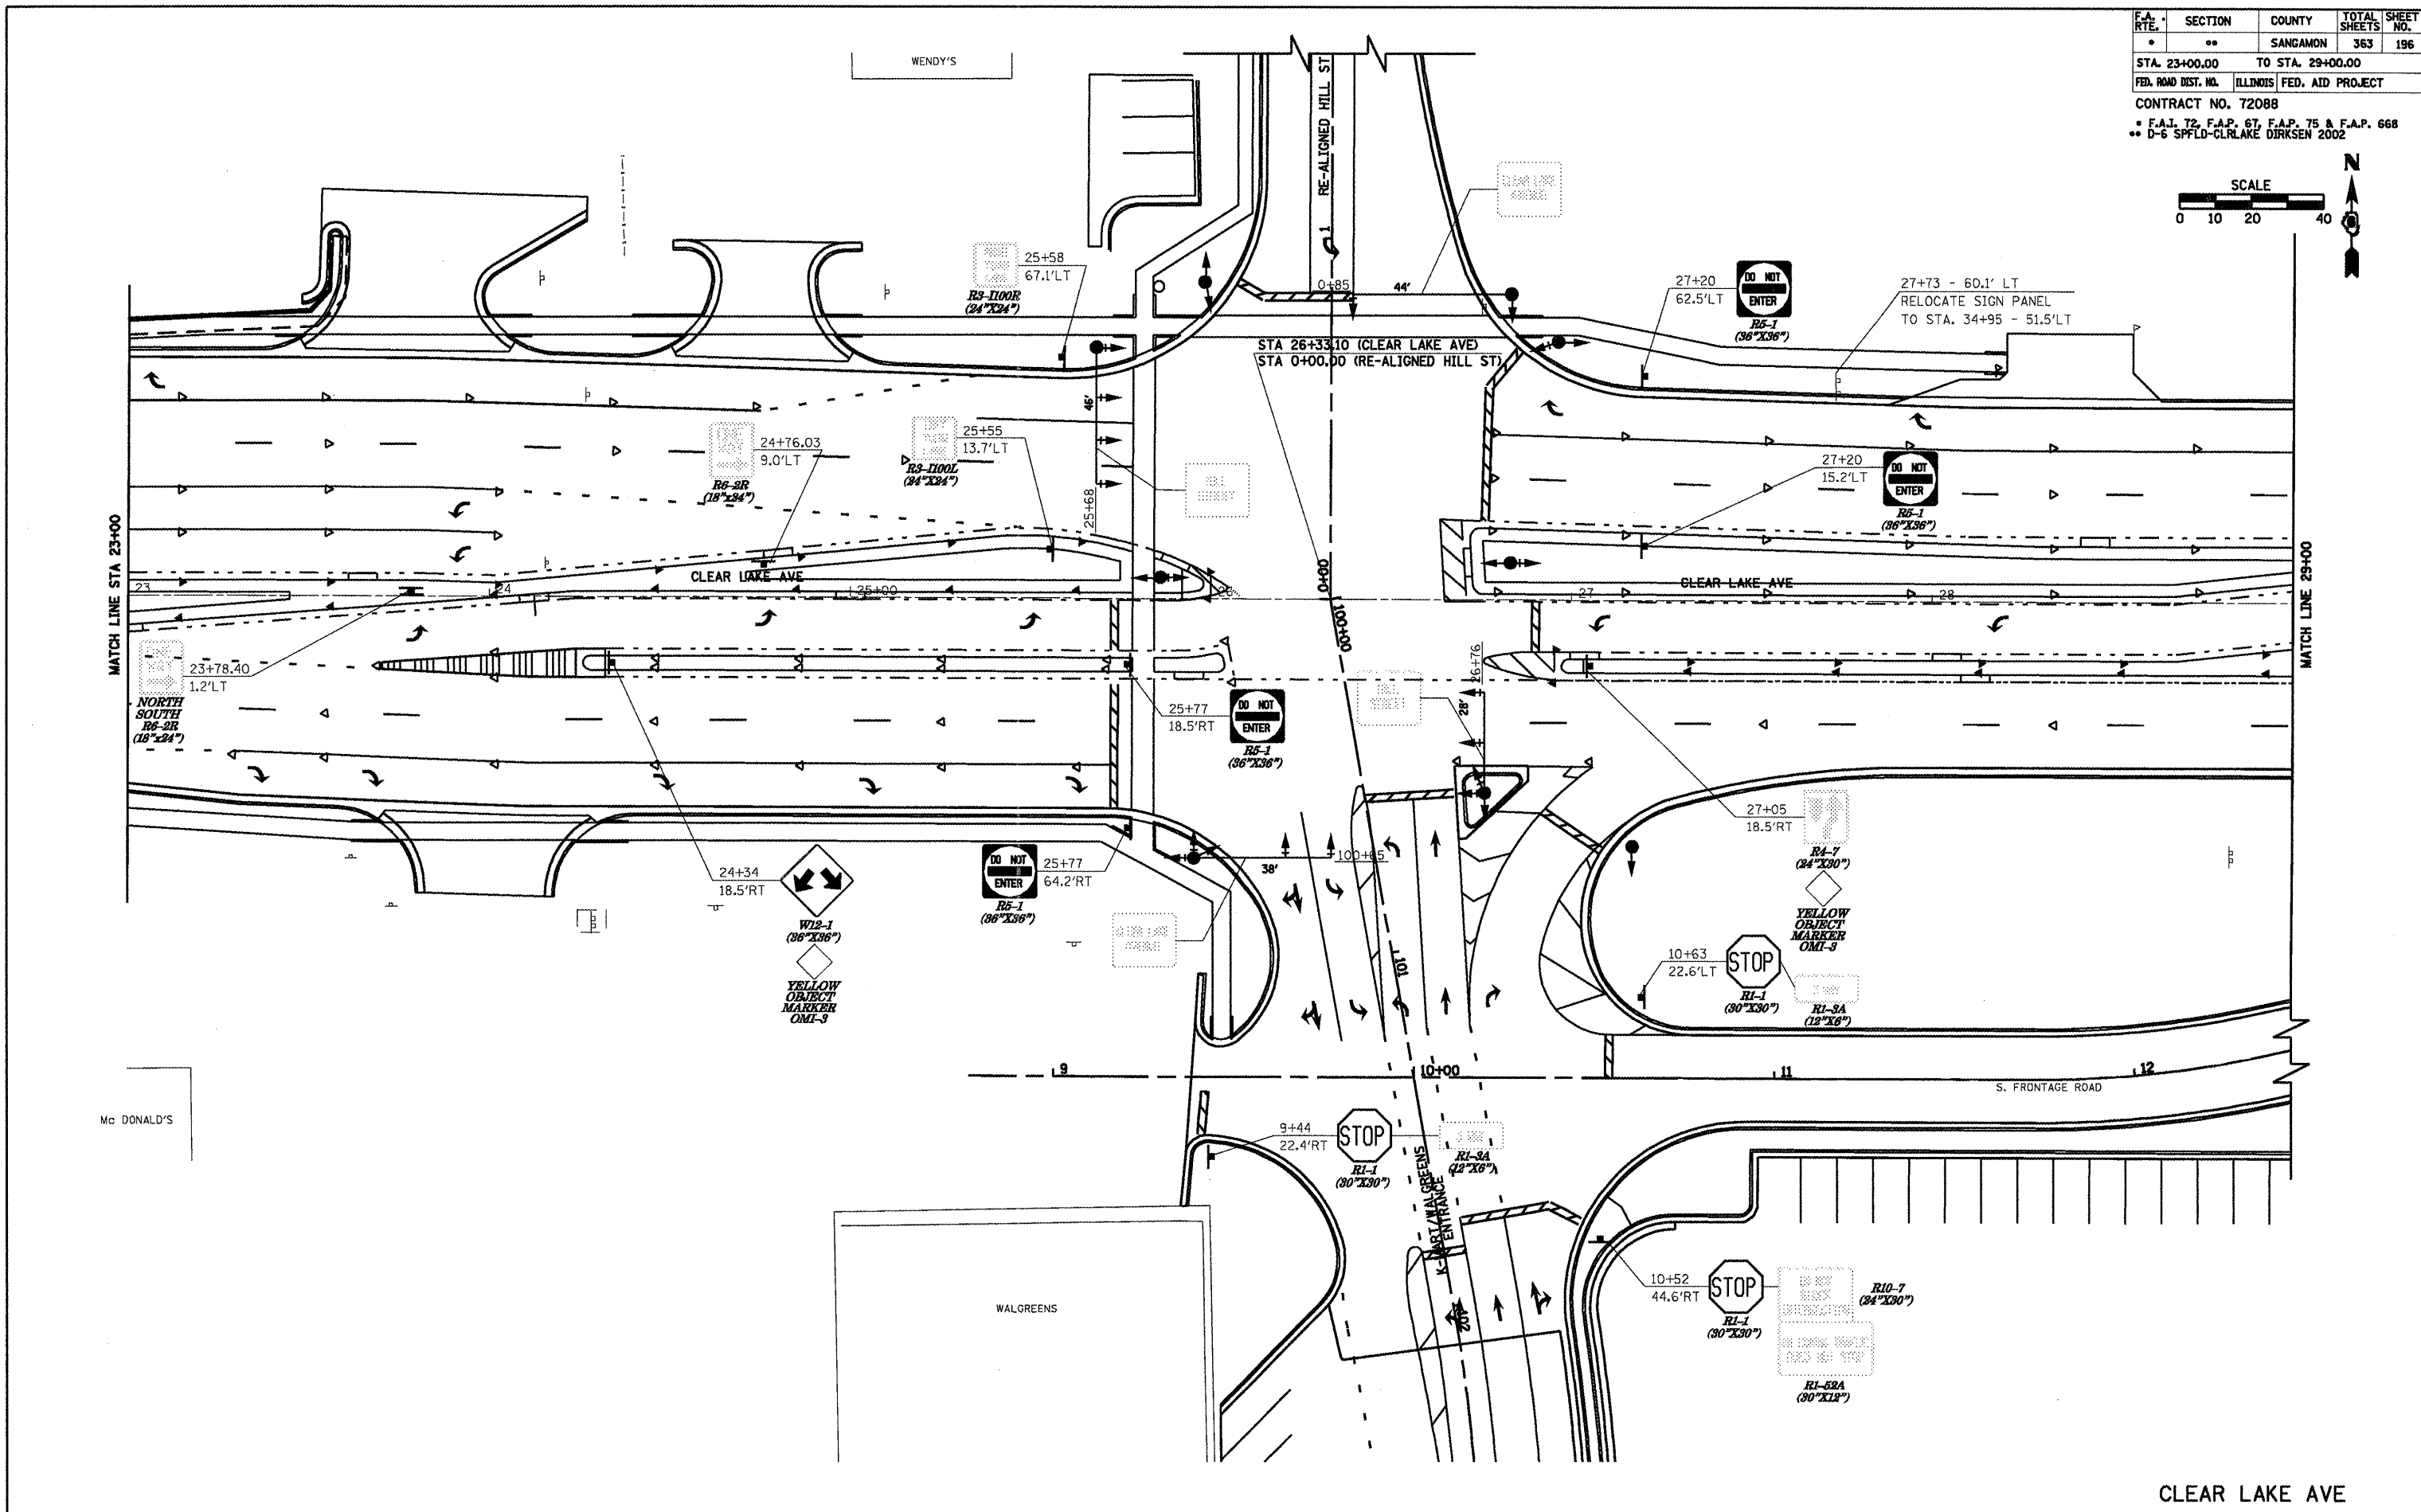 F.A. RTE.
SECTION
COUNTY
TOTAL SHEETS
SHEET NO.
*
**
SANGAMON
363
196
STA. 23+00.00 TO STA. 29+00.00
FED. ROAD DIST. NO. ILLINOIS FED. AID PROJECT
CONTRACT NO. 72088
* F.A.I. 72, F.A.P. 67, F.A.P. 75 & F.A.P. 668
** D-6 SPFLD-CLRLAKE DIRKSEN 2002
N
SCALE
0 10 20 40
WENDY'S
RE-ALIGNED HILL ST
1
CLEAR LAKE
AVENUE
25+58
67.1'LT
R3-I100R
(24"X24")
0+85
44'
27+20
62.5'LT
DO NOT
ENTER
R5-1
(36"X36")
27+73 - 60.1' LT
RELOCATE SIGN PANEL
TO STA. 34+95 - 51.5'LT
STA 26+33.10 (CLEAR LAKE AVE)
STA 0+00.00 (RE-ALIGNED HILL ST)
46'
24+76.03
9.0'LT
R6-2R
(18"x24")
25+55
13.7'LT
R3-I100L
(24"X24")
25+68
HILL
STREET
27+20
15.2'LT
DO NOT
ENTER
R5-1
(36"X36")
MATCH LINE STA 23+00
MATCH LINE STA 29+00
23
24
CLEAR LAKE AVE
25+00
26
0+00
100+00
CLEAR LAKE AVE
27
28
ONE
WAY
23+78.40
1.2'LT
NORTH
SOUTH
R6-2R
(18"x24")
25+77
18.5'RT
DO NOT
ENTER
R5-1
(36"X36")
HILL
STREET
26+76
28'
27+05
18.5'RT
R4-7
(24"X30")
YELLOW
OBJECT
MARKER
OM1-3
24+34
18.5'RT
W12-1
(36"X36")
YELLOW
OBJECT
MARKER
OM1-3
DO NOT
ENTER
25+77
64.2'RT
R5-1
(36"X36")
38'
100+65
CLEAR LAKE
AVENUE
101
10+63
22.6'LT
STOP
R1-1
(30"X30")
R1-3A
(12"X6")
9
10+00
11
12
S. FRONTAGE ROAD
Mc DONALD'S
9+44
22.4'RT
STOP
R1-1
(30"X30")
R1-3A
(12"X6")
K-MART/WALGREENS
ENTRANCE
102
WALGREENS
10+52
44.6'RT
STOP
R1-1
(30"X30")
R10-7
(24"X30")
R1-52A
(30"X12")
CLEAR LAKE AVE